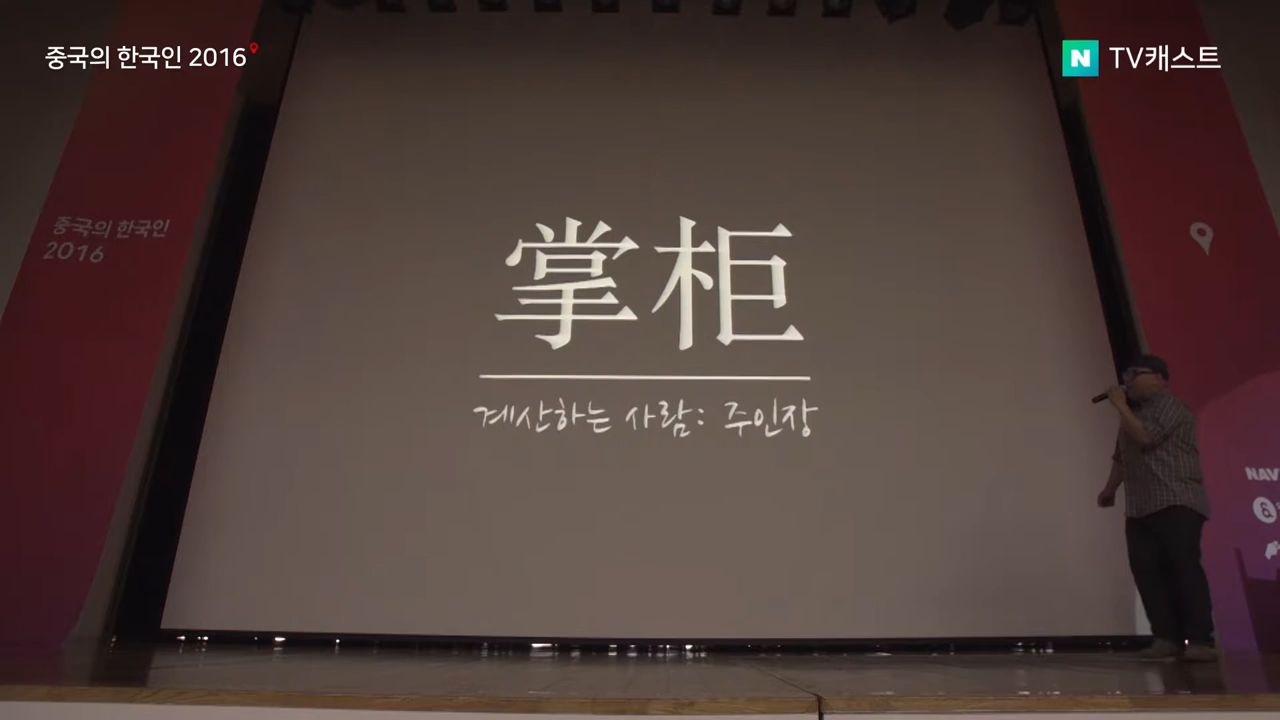 중국의 한국인 2016
N TV캐스트
중국의 한국인
2016
掌柜
계산하는 사람: 주인장
NAV